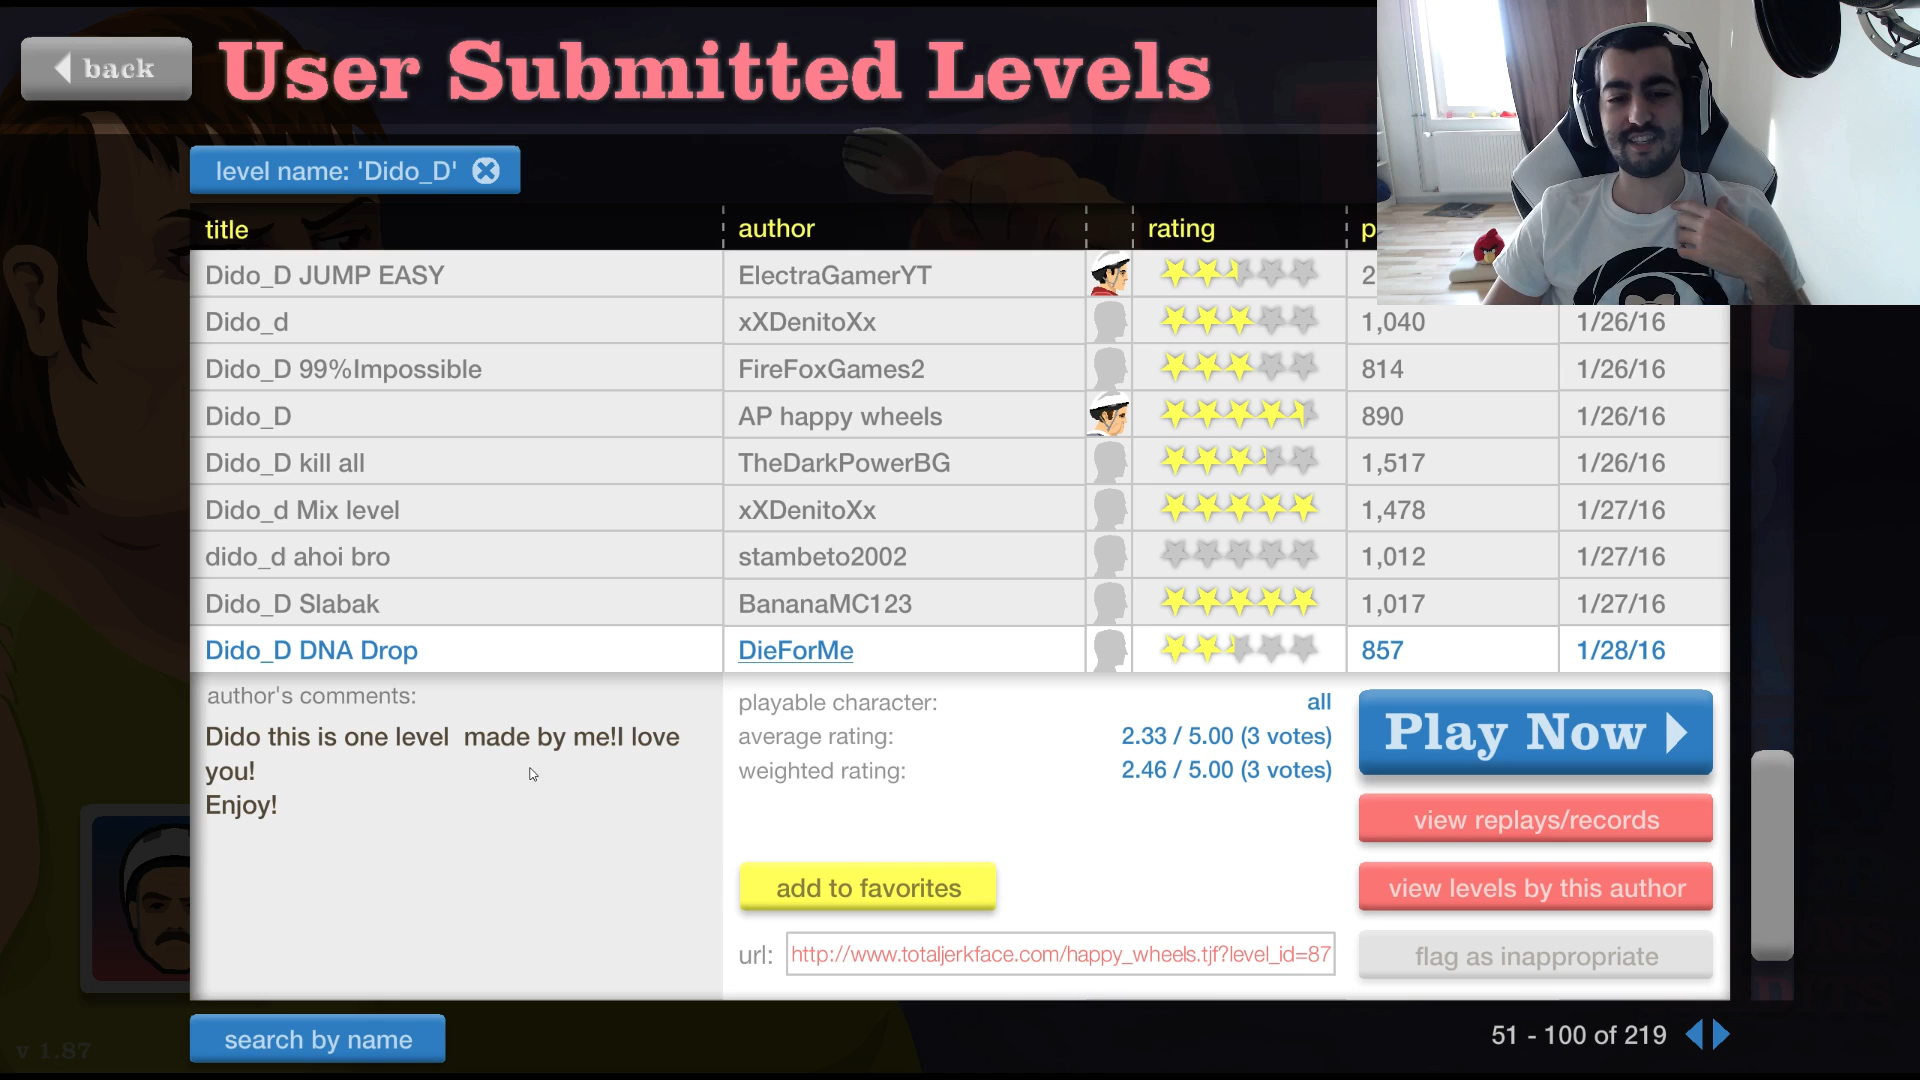 back
User Submitted Levels
level name: 'Dido_D'
title author rating p
Dido_D JUMP EASY ElectraGamerYT 2
Dido_d xXDenitoXx 1,040 1/26/16
Dido_D 99%Impossible FireFoxGames2 814 1/26/16
Dido_D AP happy wheels 890 1/26/16
Dido_D kill all TheDarkPowerBG 1,517 1/26/16
Dido_d Mix level xXDenitoXx 1,478 1/27/16
dido_d ahoi bro stambeto2002 1,012 1/27/16
Dido_D Slabak BananaMC123 1,017 1/27/16
Dido_D DNA Drop DieForMe 857 1/28/16
author's comments:
Dido this is one level  made by me!I love
you!
Enjoy!
playable character: all
average rating: 2.33 / 5.00 (3 votes)
weighted rating: 2.46 / 5.00 (3 votes)
Play Now
view replays/records
add to favorites
view levels by this author
url: http://www.totaljerkface.com/happy_wheels.tjf?level_id=87
flag as inappropriate
search by name
51 - 100 of 219
v 1.87